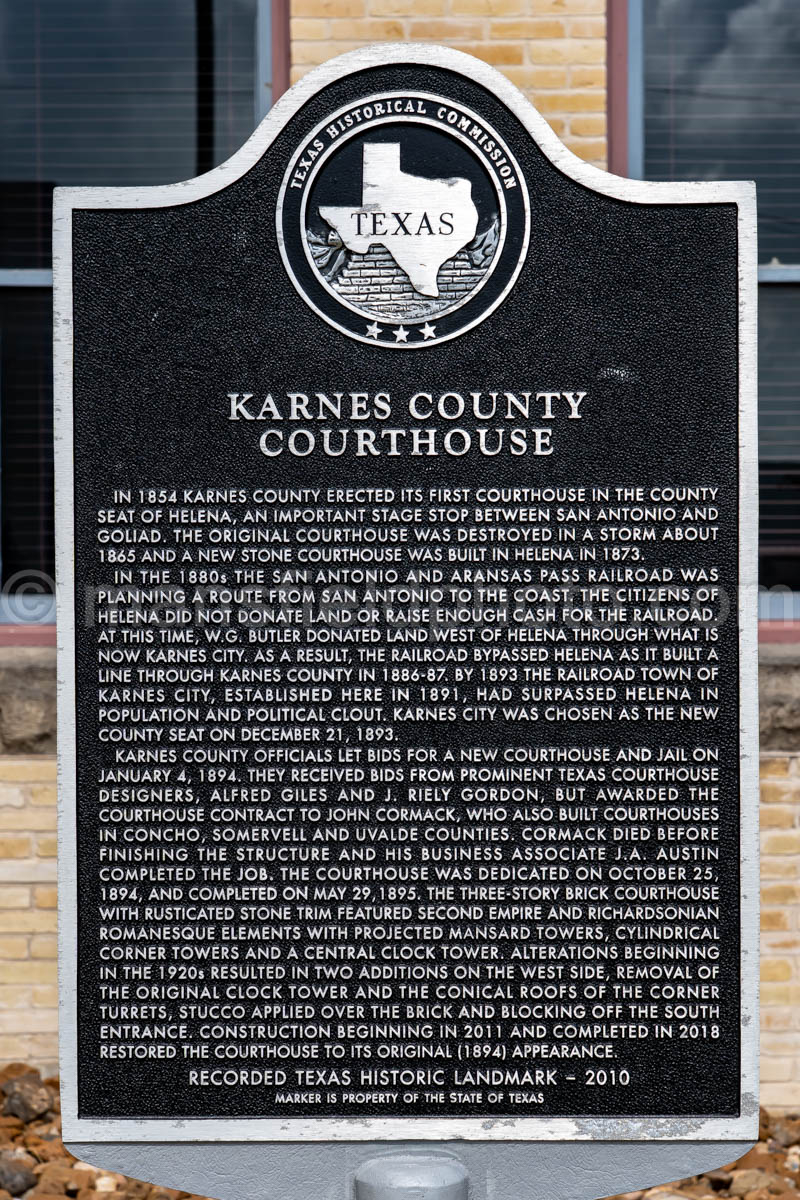 TEXAS HISTORICAL COMMISSION
TEXAS
KARNES COUNTY
COURTHOUSE
IN 1854 KARNES COUNTY ERECTED ITS FIRST COURTHOUSE IN THE COUNTY
SEAT OF HELENA, AN IMPORTANT STAGE STOP BETWEEN SAN ANTONIO AND
GOLIAD. THE ORIGINAL COURTHOUSE WAS DESTROYED IN A STORM ABOUT
1865 AND A NEW STONE COURTHOUSE WAS BUILT IN HELENA IN 1873.
IN THE 1880s THE SAN ANTONIO AND ARANSAS PASS RAILROAD WAS
PLANNING A ROUTE FROM SAN ANTONIO TO THE COAST. THE CITIZENS OF
HELENA DID NOT DONATE LAND OR RAISE ENOUGH CASH FOR THE RAILROAD.
AT THIS TIME, W.G. BUTLER DONATED LAND WEST OF HELENA THROUGH WHAT IS
NOW KARNES CITY. AS A RESULT, THE RAILROAD BYPASSED HELENA AS IT BUILT A
LINE THROUGH KARNES COUNTY IN 1886-87. BY 1893 THE RAILROAD TOWN OF
KARNES CITY, ESTABLISHED HERE IN 1891, HAD SURPASSED HELENA IN
POPULATION AND POLITICAL CLOUT. KARNES CITY WAS CHOSEN AS THE NEW
COUNTY SEAT ON DECEMBER 21, 1893.
KARNES COUNTY OFFICIALS LET BIDS FOR A NEW COURTHOUSE AND JAIL ON
JANUARY 4, 1894. THEY RECEIVED BIDS FROM PROMINENT TEXAS COURTHOUSE
DESIGNERS, ALFRED GILES AND J. RIELY GORDON, BUT AWARDED THE
COURTHOUSE CONTRACT TO JOHN CORMACK, WHO ALSO BUILT COURTHOUSES
IN CONCHO, SOMERVELL AND UVALDE COUNTIES. CORMACK DIED BEFORE
FINISHING THE STRUCTURE AND HIS BUSINESS ASSOCIATE J.A. AUSTIN
COMPLETED THE JOB. THE COURTHOUSE WAS DEDICATED ON OCTOBER 25,
1894, AND COMPLETED ON MAY 29,1895. THE THREE-STORY BRICK COURTHOUSE
WITH RUSTICATED STONE TRIM FEATURED SECOND EMPIRE AND RICHARDSONIAN
ROMANESQUE ELEMENTS WITH PROJECTED MANSARD TOWERS, CYLINDRICAL
CORNER TOWERS AND A CENTRAL CLOCK TOWER. ALTERATIONS BEGINNING
IN THE 1920s RESULTED IN TWO ADDITIONS ON THE WEST SIDE, REMOVAL OF
THE ORIGINAL CLOCK TOWER AND THE CONICAL ROOFS OF THE CORNER
TURRETS, STUCCO APPLIED OVER THE BRICK AND BLOCKING OFF THE SOUTH
ENTRANCE. CONSTRUCTION BEGINNING IN 2011 AND COMPLETED IN 2018
RESTORED THE COURTHOUSE TO ITS ORIGINAL (1894) APPEARANCE.
RECORDED TEXAS HISTORIC LANDMARK – 2010
MARKER IS PROPERTY OF THE STATE OF TEXAS